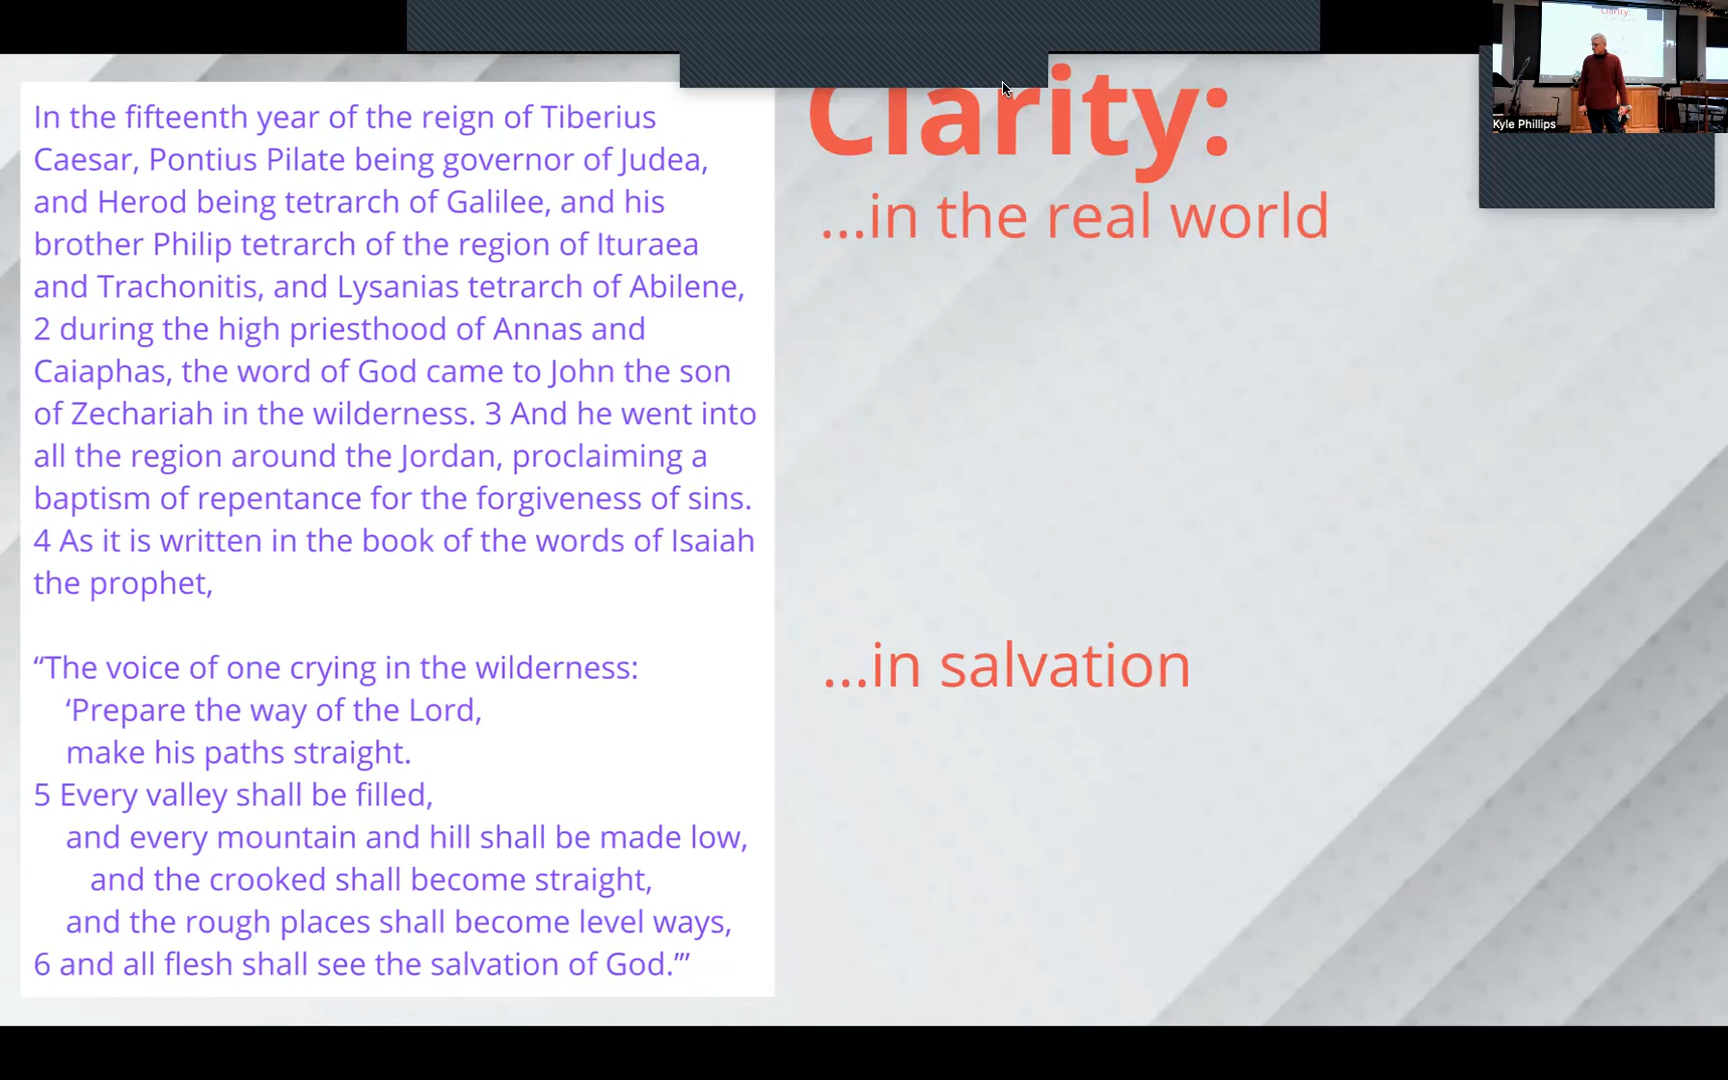 In the fifteenth year of the reign of Tiberius
Caesar, Pontius Pilate being governor of Judea,
and Herod being tetrarch of Galilee, and his
brother Philip tetrarch of the region of Ituraea
and Trachonitis, and Lysanias tetrarch of Abilene,
2 during the high priesthood of Annas and
Caiaphas, the word of God came to John the son
of Zechariah in the wilderness. 3 And he went into
all the region around the Jordan, proclaiming a
baptism of repentance for the forgiveness of sins.
4 As it is written in the book of the words of Isaiah
the prophet,
“The voice of one crying in the wilderness:
‘Prepare the way of the Lord,
make his paths straight.
5 Every valley shall be filled,
and every mountain and hill shall be made low,
and the crooked shall become straight,
and the rough places shall become level ways,
6 and all flesh shall see the salvation of God.’”
Clarity:
...in the real world
...in salvation
Clarity:
Kyle Phillips